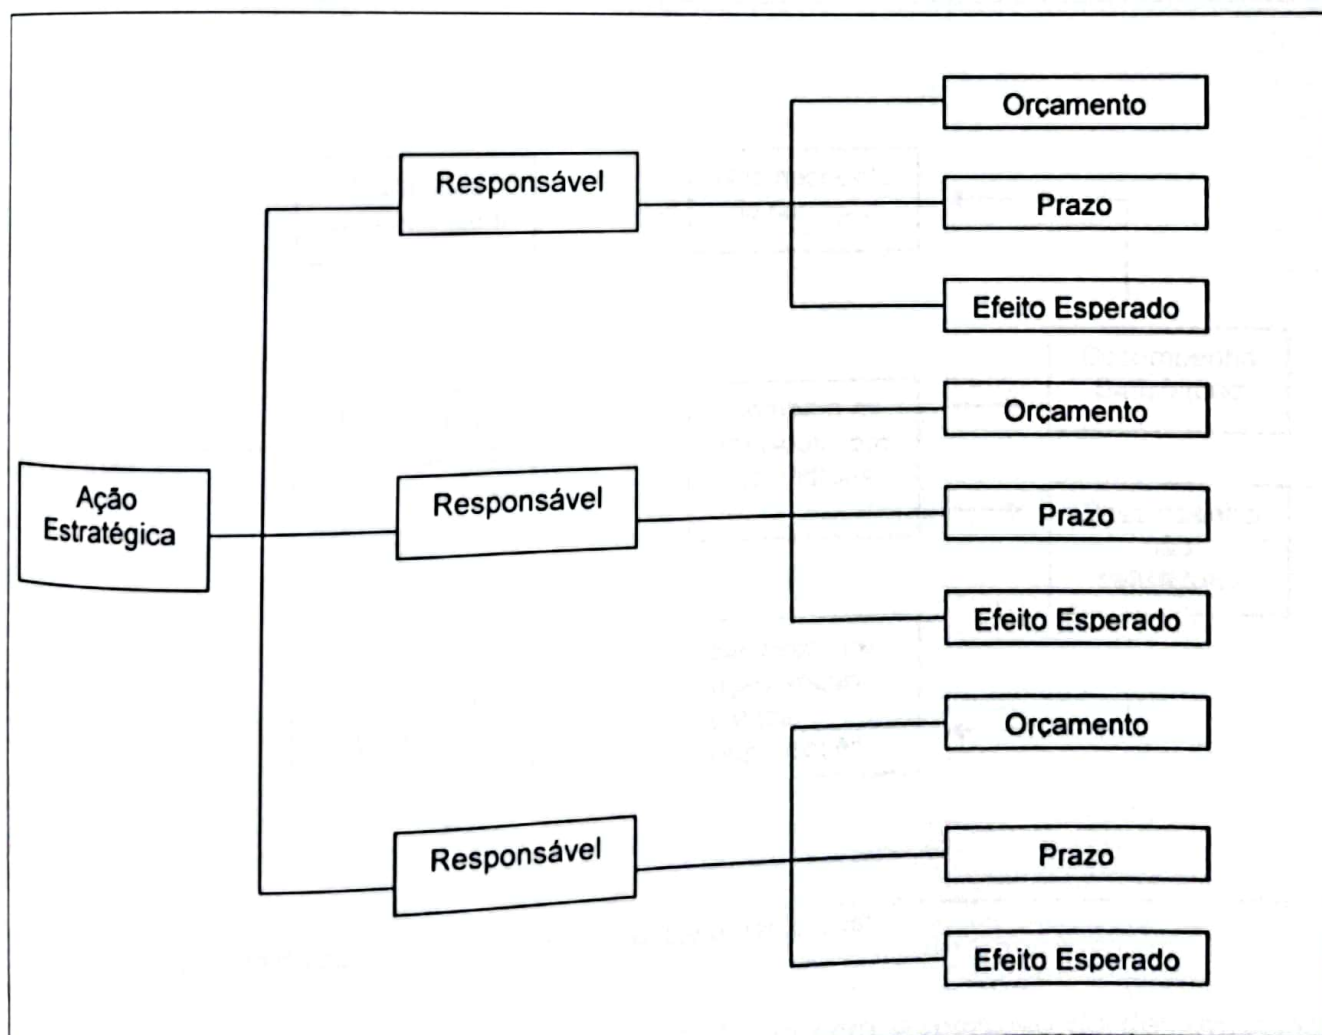 Orçamento
Responsável
Prazo
Efeito Esperado
Orçamento
Ação
Estratégica
Responsável
Prazo
Efeito Esperado
Orçamento
Responsável
Prazo
Efeito Esperado